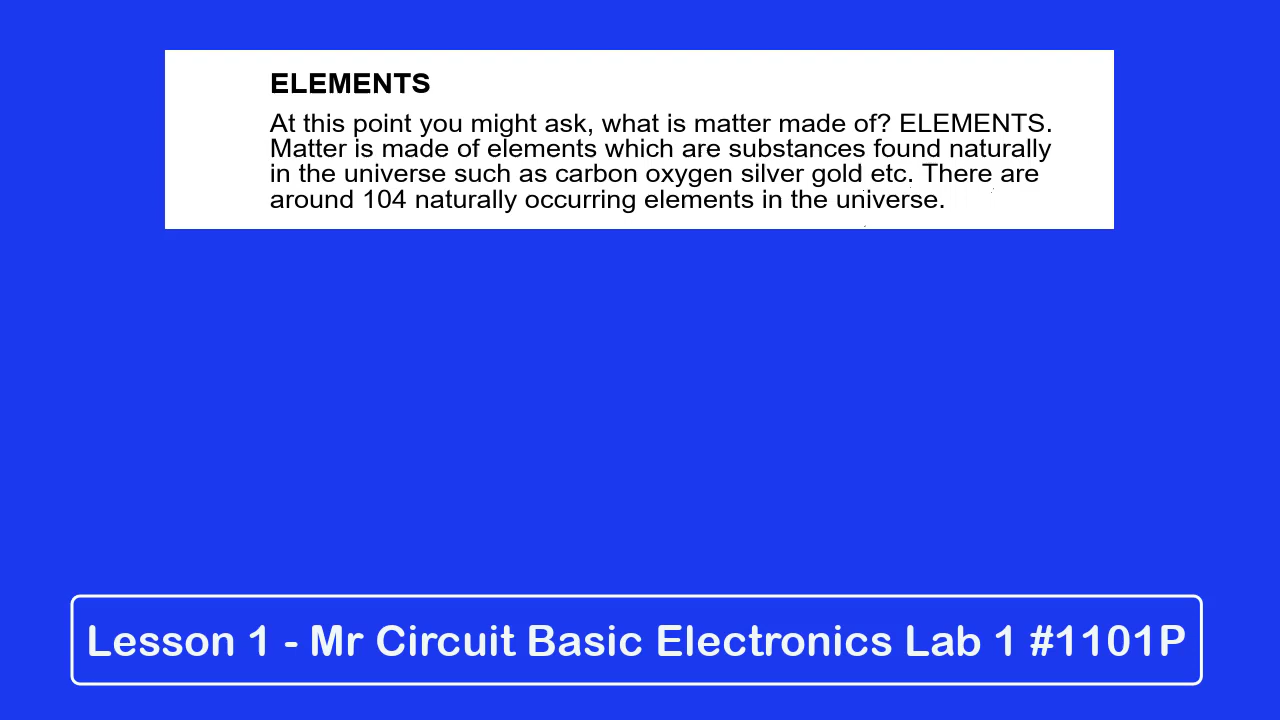 ELEMENTS
At this point you might ask, what is matter made of? ELEMENTS.
Matter is made of elements which are substances found naturally
in the universe such as carbon oxygen silver gold etc. There are
around 104 naturally occurring elements in the universe.
Lesson 1 - Mr Circuit Basic Electronics Lab 1 #1101P